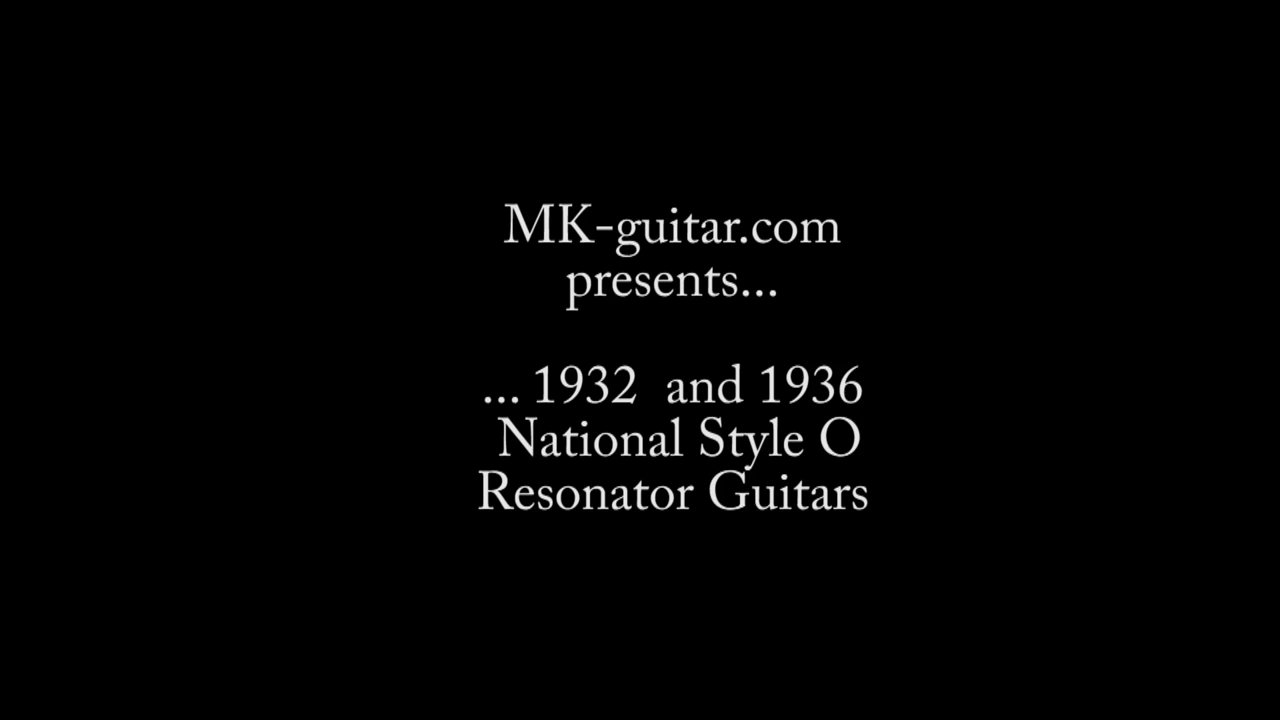 MK-guitar.com
presents...
... 1932 and 1936
National Style O
Resonator Guitars